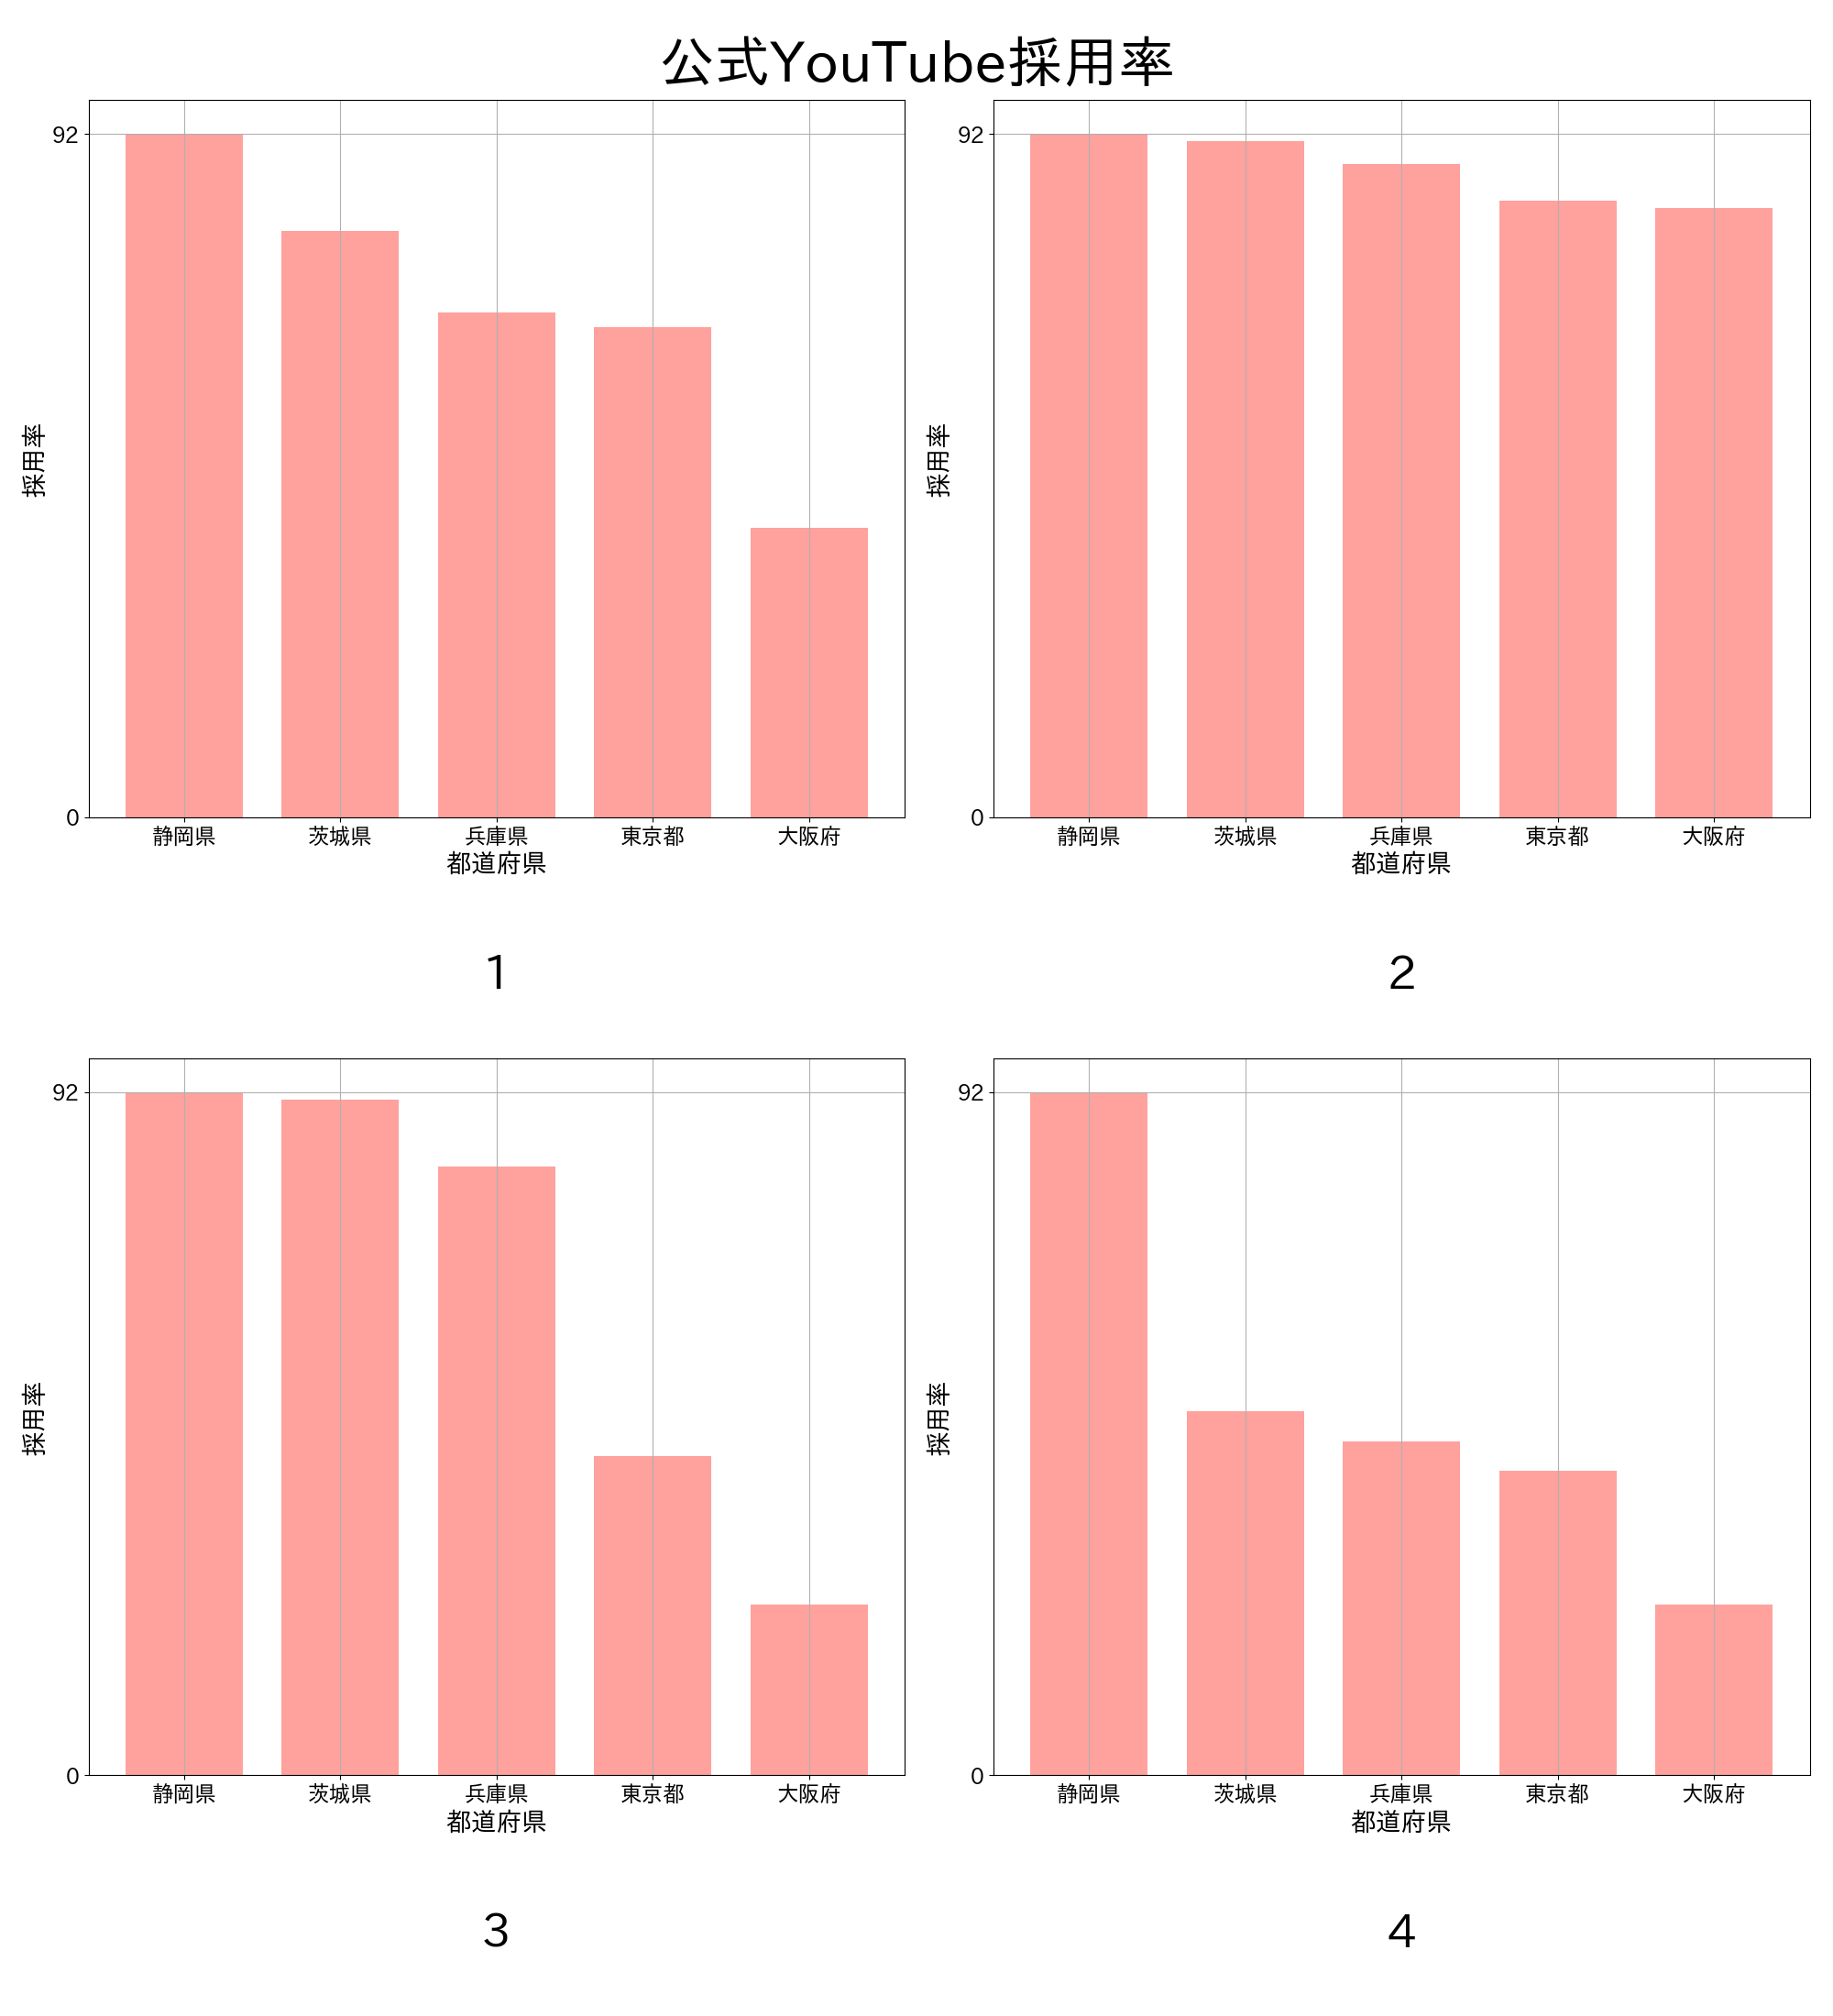 公式YouTube採用率
92
0
採用率
静岡県 茨城県 兵庫県 東京都 大阪府
都道府県
1
92
0
採用率
静岡県 茨城県 兵庫県 東京都 大阪府
都道府県
2
92
0
採用率
静岡県 茨城県 兵庫県 東京都 大阪府
都道府県
3
92
0
採用率
静岡県 茨城県 兵庫県 東京都 大阪府
都道府県
4